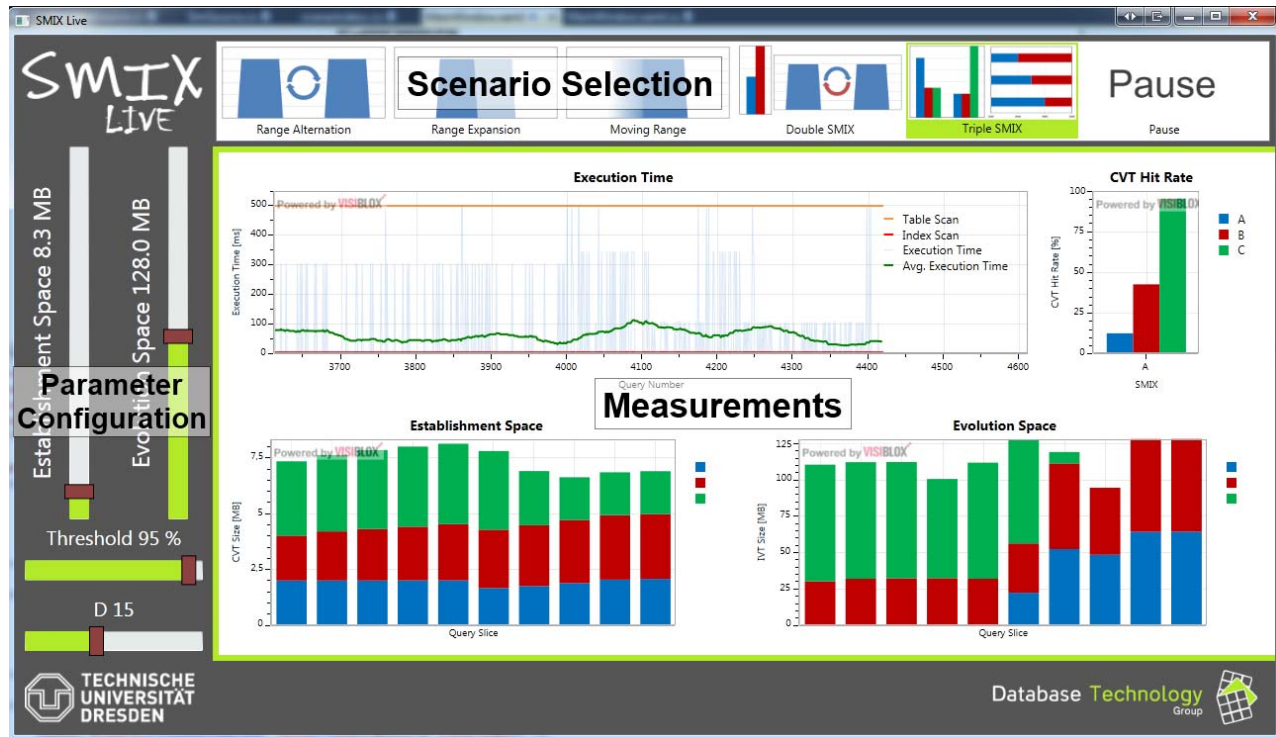 SMIX Live
SMIX
LIVE
Scenario Selection
Range Alternation
Range Expansion
Moving Range
Double SMIX
Triple SMIX
Pause
Pause
Establishment Space 8.3 MB
Evolution Space 128.0 MB
Parameter
Configuration
Threshold 95 %
D 15
Execution Time
Powered by VISIBLOX
Execution Time [ms]
500
400
300
200
100
0
3700
3800
3900
4000
4100
4200
4300
4400
4500
4600
Query Number
Table Scan
Index Scan
Execution Time
Avg. Execution Time
CVT Hit Rate
Powered by VISIBLOX
CVT Hit Rate [%]
100
75
50
25
0
A
SMIX
A
B
C
Measurements
Establishment Space
Powered by VISIBLOX
CVT Size [MB]
7.5
5
2.5
0
Query Slice
Evolution Space
Powered by VISIBLOX
IVT Size [MB]
125
100
75
50
25
0
Query Slice
TECHNISCHE
UNIVERSITÄT
DRESDEN
Database Technology
Group